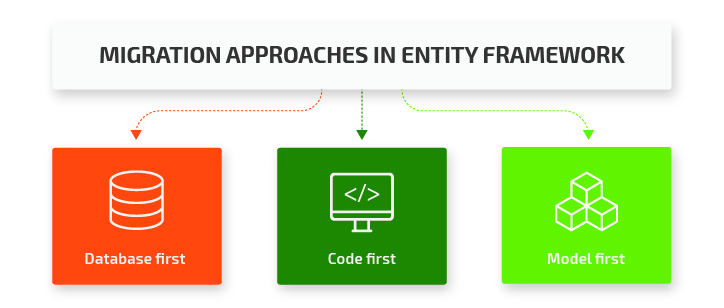 MIGRATION APPROACHES IN ENTITY FRAMEWORK
</>
Database first
Code first
Model first